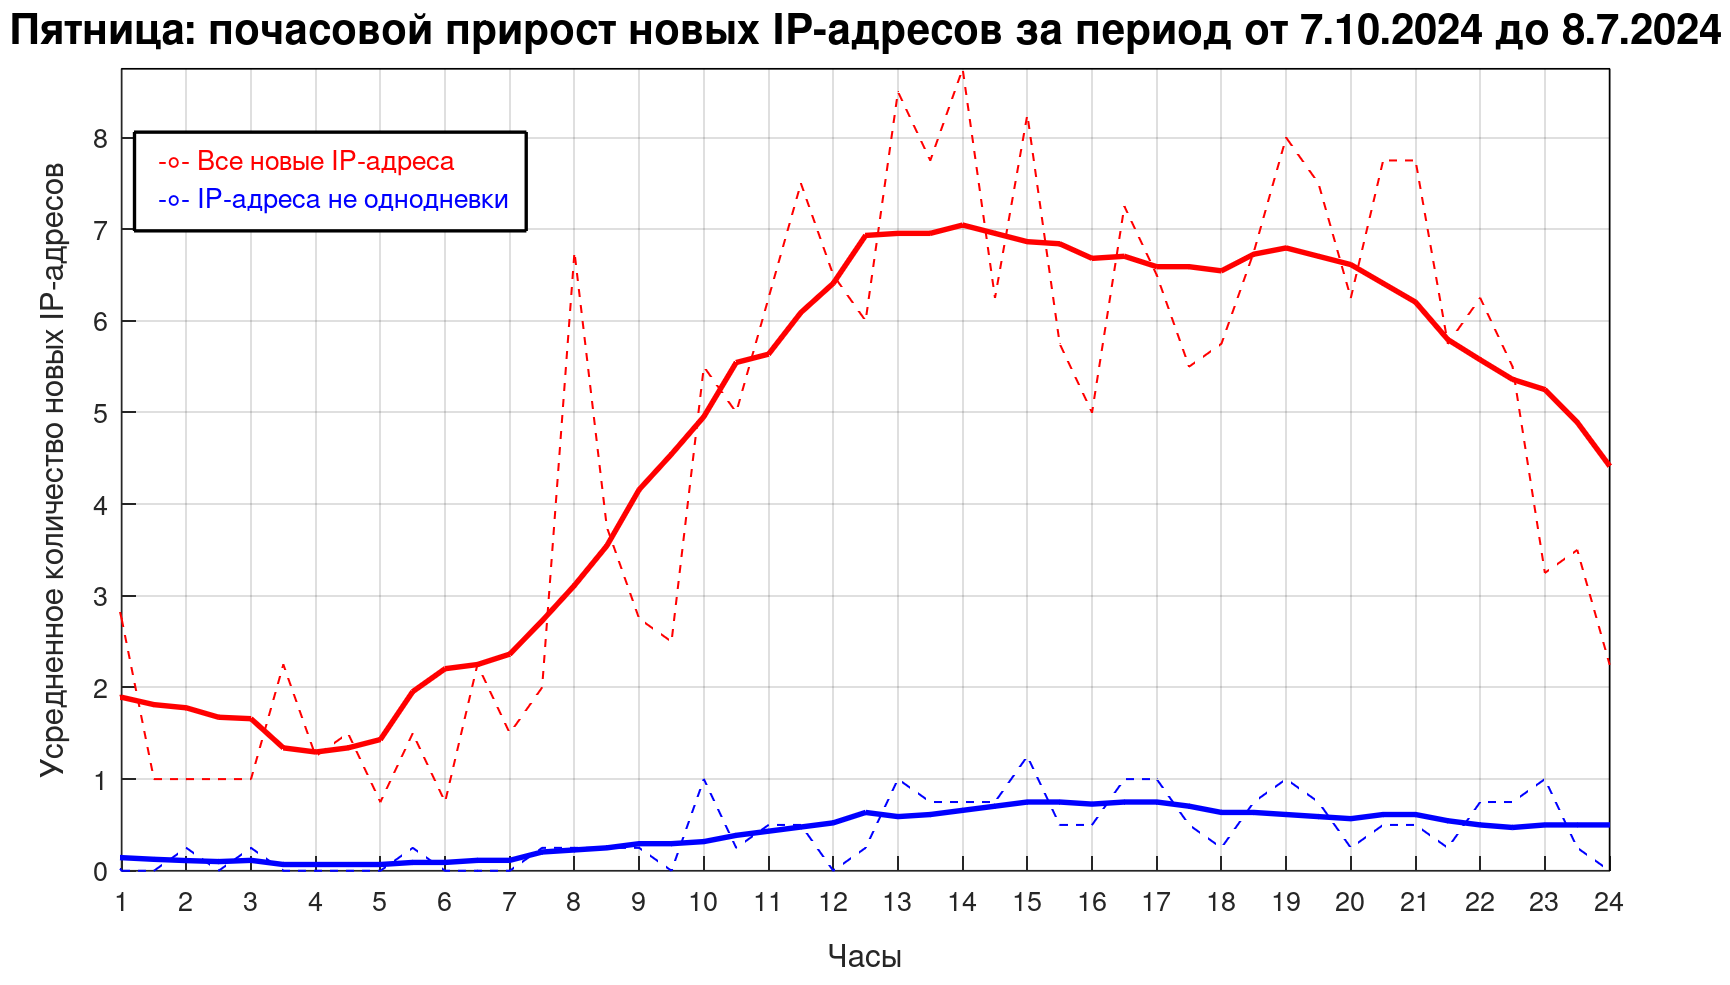 Пятница: почасовой прирост новых IP-адресов за период от 7.10.2024 до 8.7.2024
-o- Все новые IP-адреса
-o- IP-адреса не однодневки
Усредненное количество новых IP-адресов
8
7
6
5
4
3
2
1
0
1 2 3 4 5 6 7 8 9 10 11 12 13 14 15 16 17 18 19 20 21 22 23 24
Часы